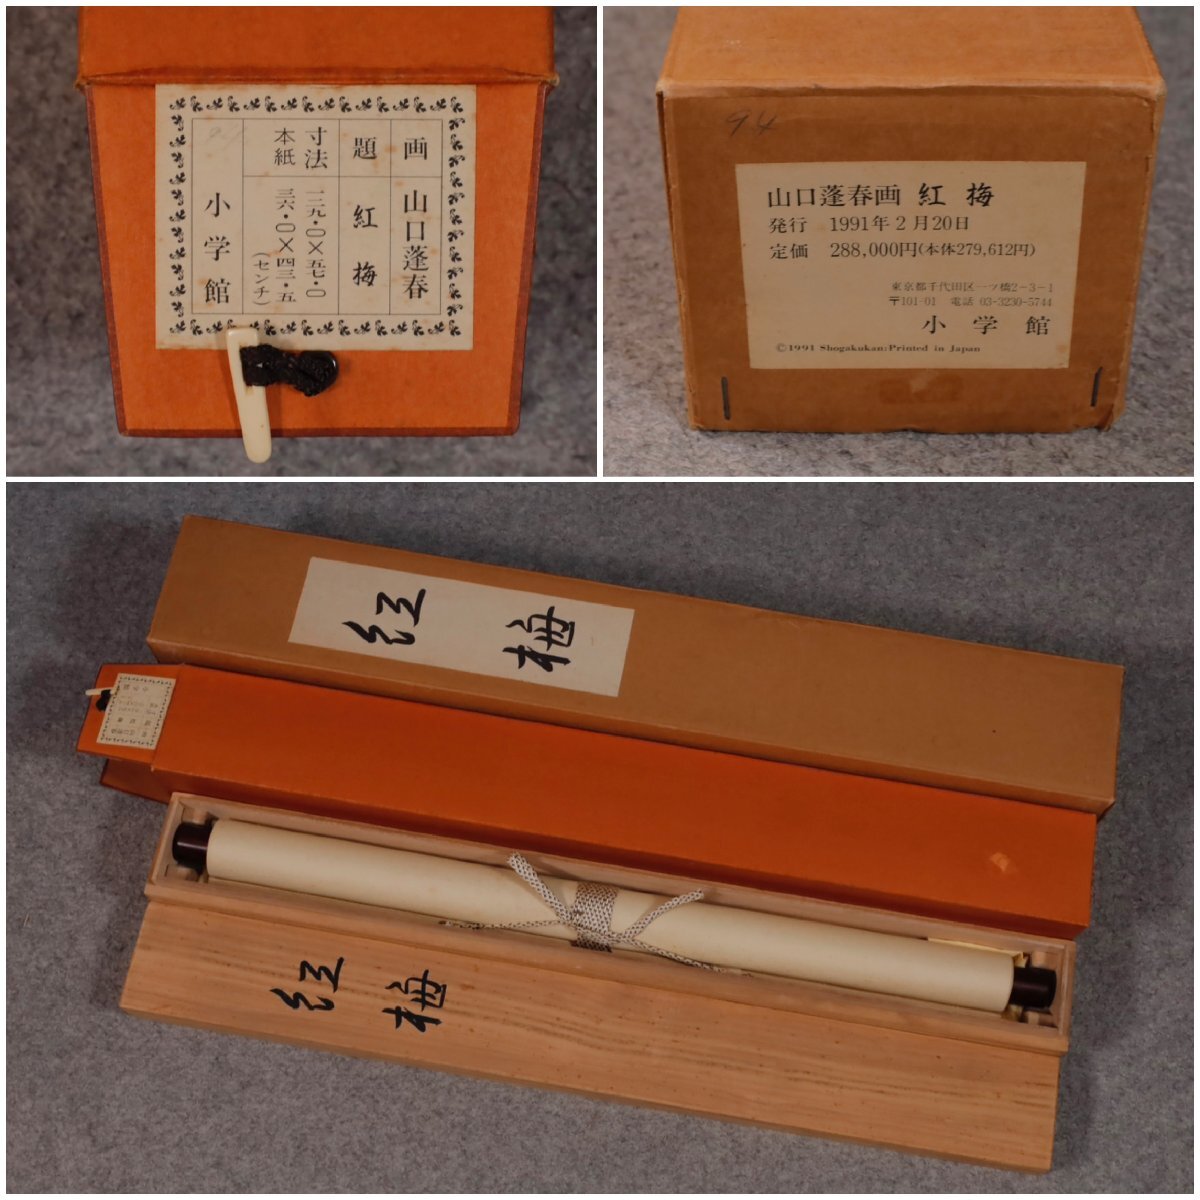 画 山口蓬春
題 紅梅
寸法 一二九・〇×五七・〇
本紙 三六・〇×四三・五
(センチ)
小学館
94
山口蓬春画 紅 梅
発行 1991年2月20日
定価 288,000円(本体279,612円)
東京都千代田区一ツ橋2-3-1
〒101-01 電話 03-3230-5744
小学館
©1991 Shogakukan:Printed in Japan
紅梅
紅梅